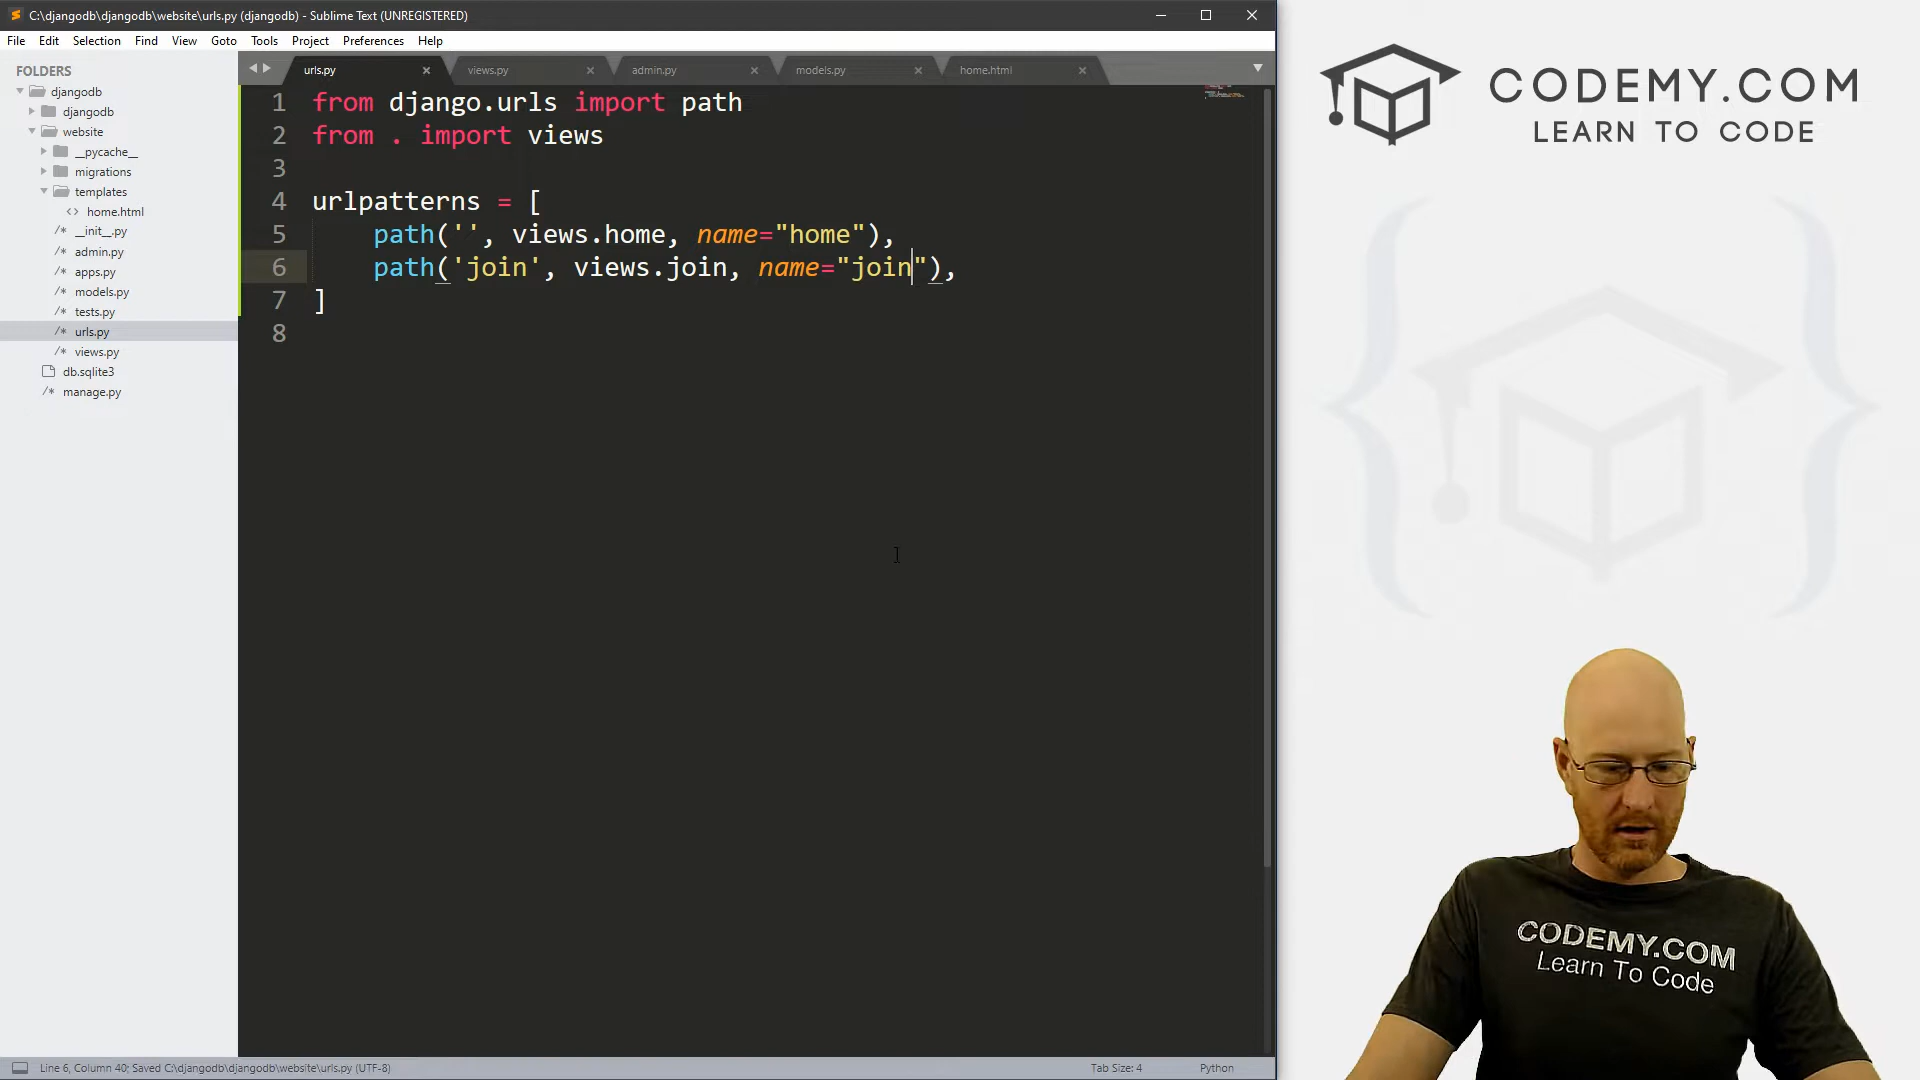 C:\djangodb\djangodb\website\urls.py (djangodb) - Sublime Text (UNREGISTERED)
File Edit Selection Find View Goto Tools Project Preferences Help
FOLDERS
djangodb
djangodb
website
__pycache__
migrations
templates
<> home.html
/* __init__.py
/* admin.py
/* apps.py
/* models.py
/* tests.py
/* urls.py
/* views.py
db.sqlite3
/* manage.py
urls.py views.py admin.py models.py home.html
1 from django.urls import path
2 from . import views
3
4 urlpatterns = [
5 path('', views.home, name="home"),
6 path('join', views.join, name="join"),
7 ]
8
Line 6, Column 40; Saved C:\djangodb\djangodb\website\urls.py (UTF-8) Tab Size: 4 Python
CODEMY.COM
LEARN TO CODE
CODEMY.COM
Learn To Code